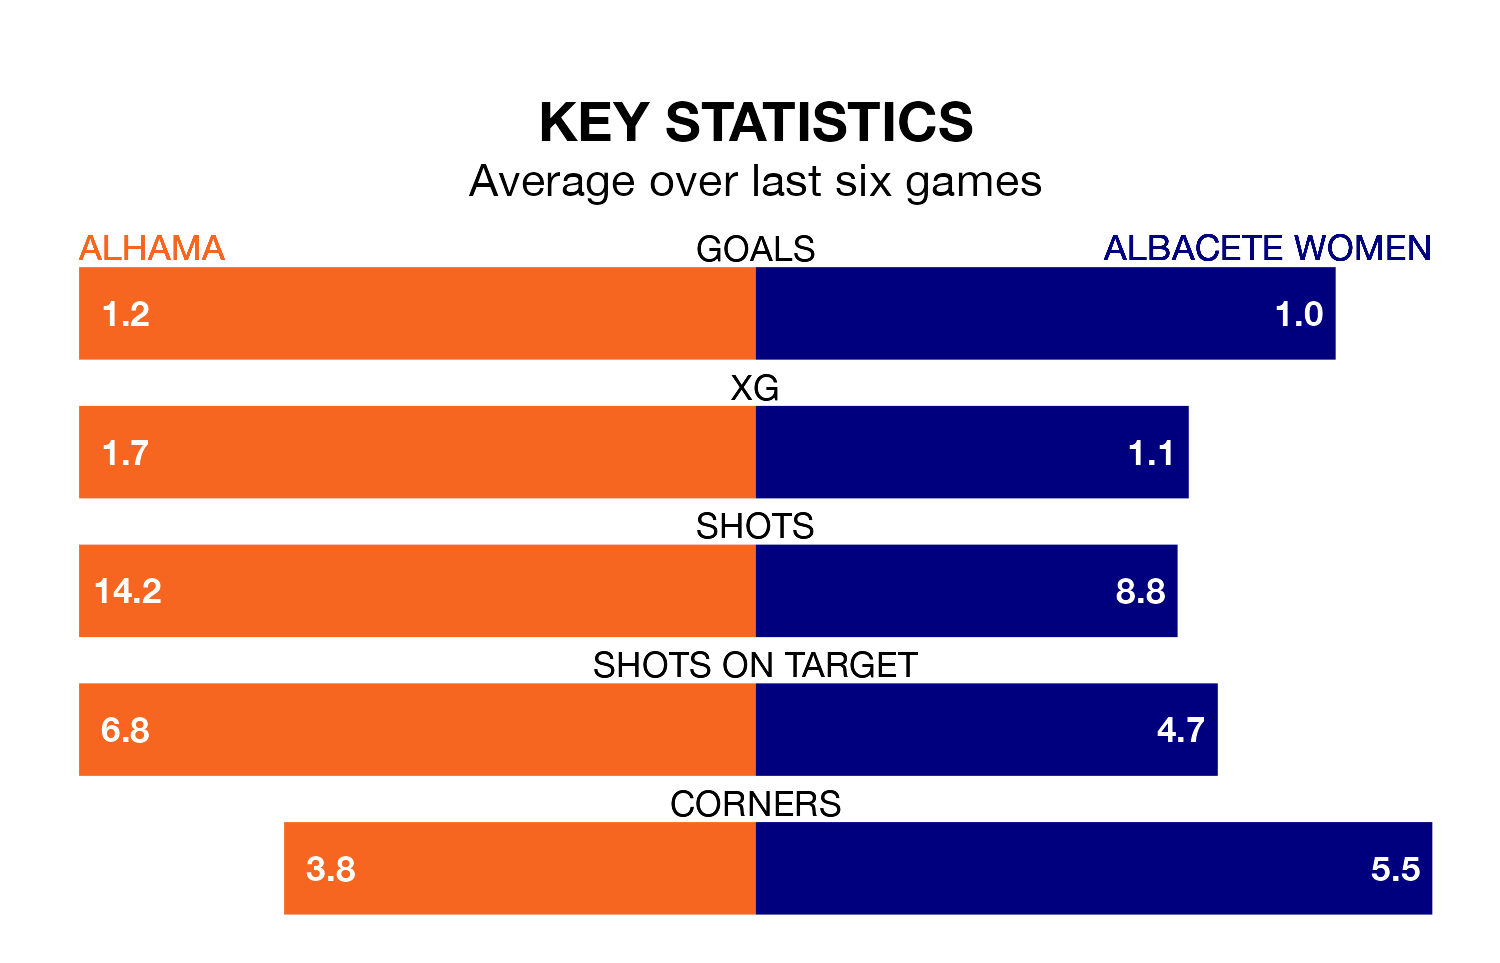 KEY STATISTICS
Average over last six games
ALHAMA GOALS ALBACETE WOMEN
1.2 1.0
XG
1.7 1.1
SHOTS
14.2 8.8
SHOTS ON TARGET
6.8 4.7
CORNERS
3.8 5.5